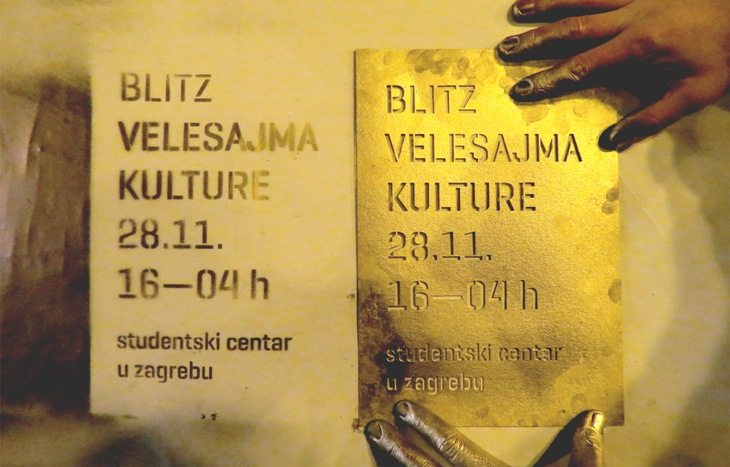 BLITZ
VELESAJMA
KULTURE
28.11.
16—04 h
studentski centar
u zagrebu
BLITZ
VELESAJMA
KULTURE
28.11.
16—04 h
studentski centar
u zagrebu